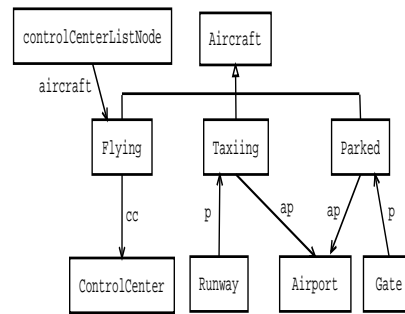 controlCenterListNode
Aircraft
aircraft
Flying
Taxiing
Parked
cc
p
ap
ap
p
ControlCenter
Runway
Airport
Gate